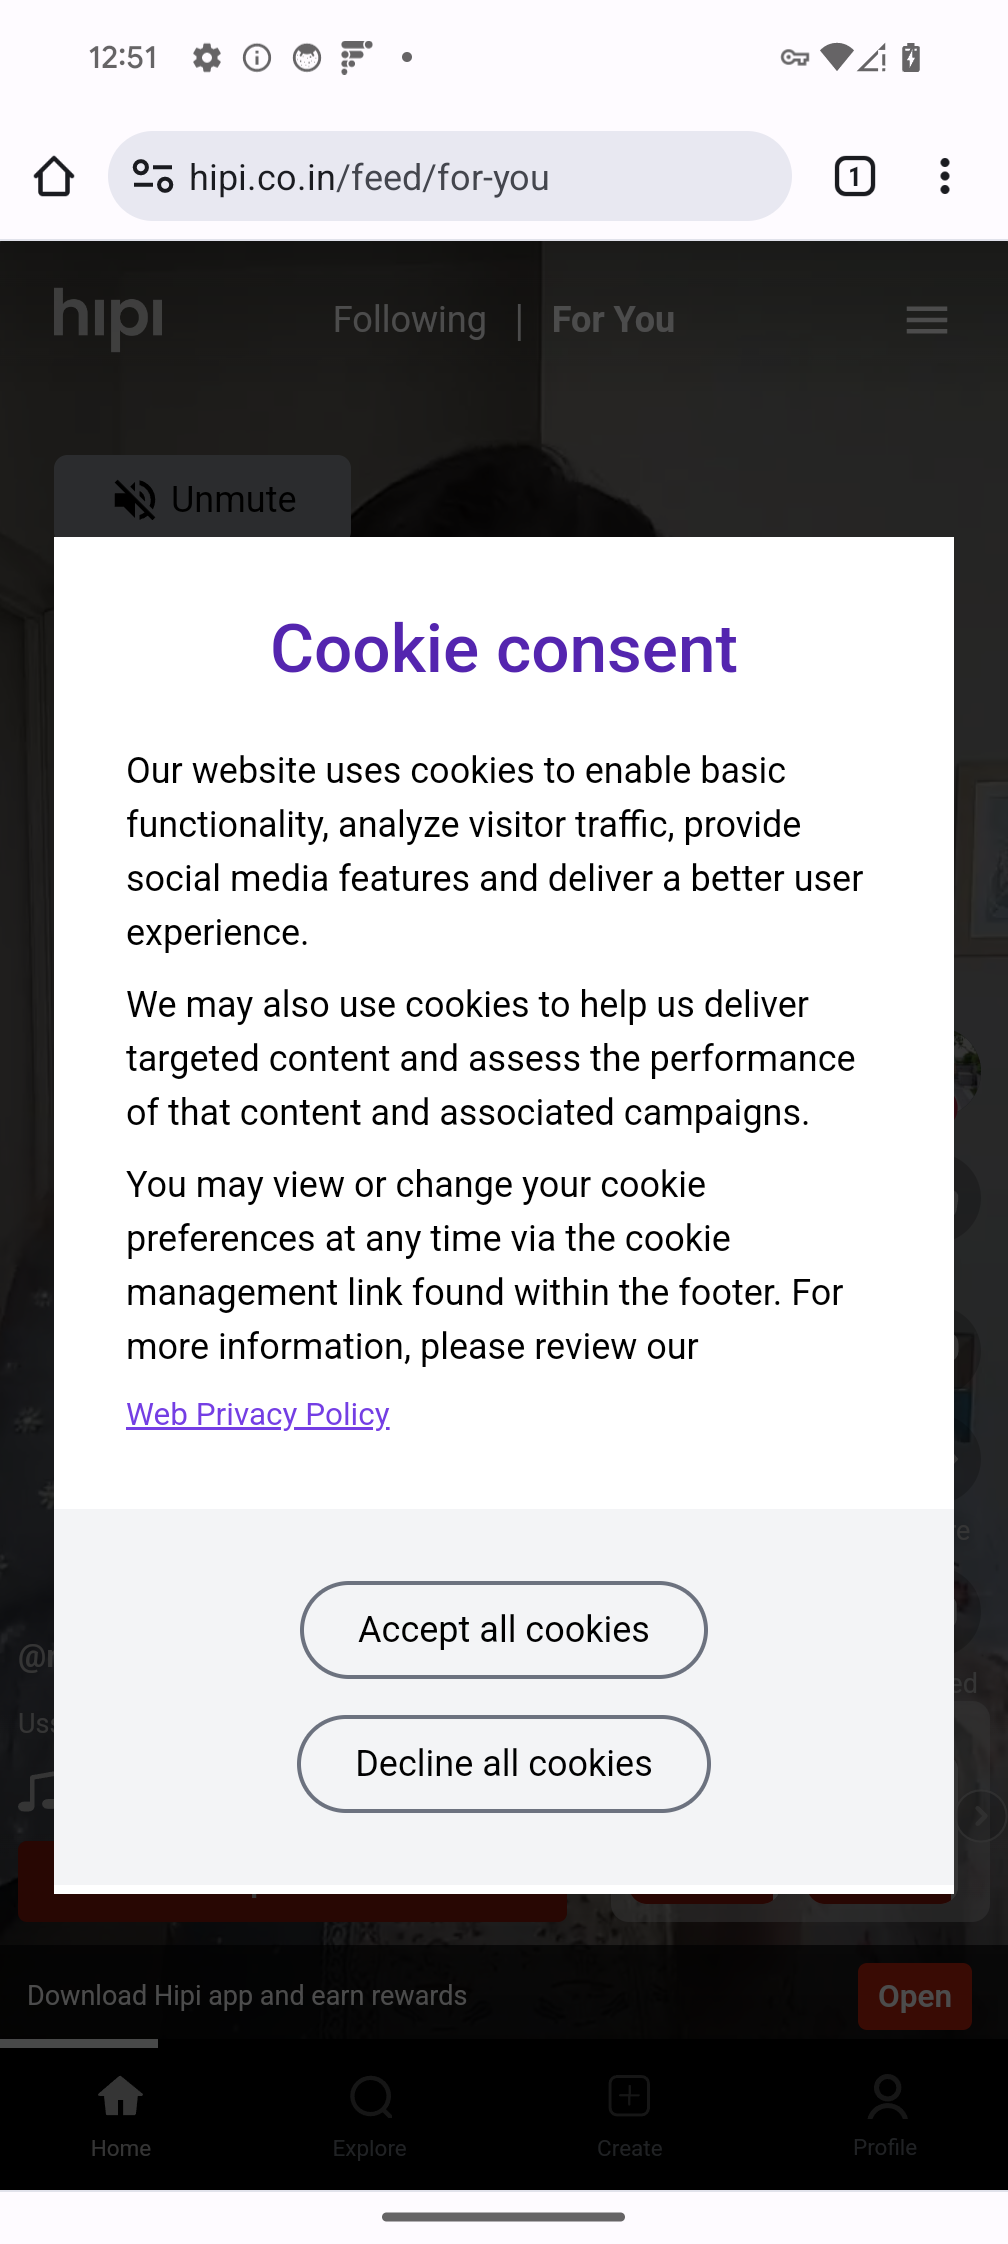 12:51
hipi.co.in/feed/for-you
1
hipi
Following | For You
Unmute
Cookie consent
Our website uses cookies to enable basic
functionality, analyze visitor traffic, provide
social media features and deliver a better user
experience.
We may also use cookies to help us deliver
targeted content and assess the performance
of that content and associated campaigns.
You may view or change your cookie
preferences at any time via the cookie
management link found within the footer. For
more information, please review our
Web Privacy Policy
Accept all cookies
Decline all cookies
Download Hipi app and earn rewards
Open
Home
Explore
Create
Profile